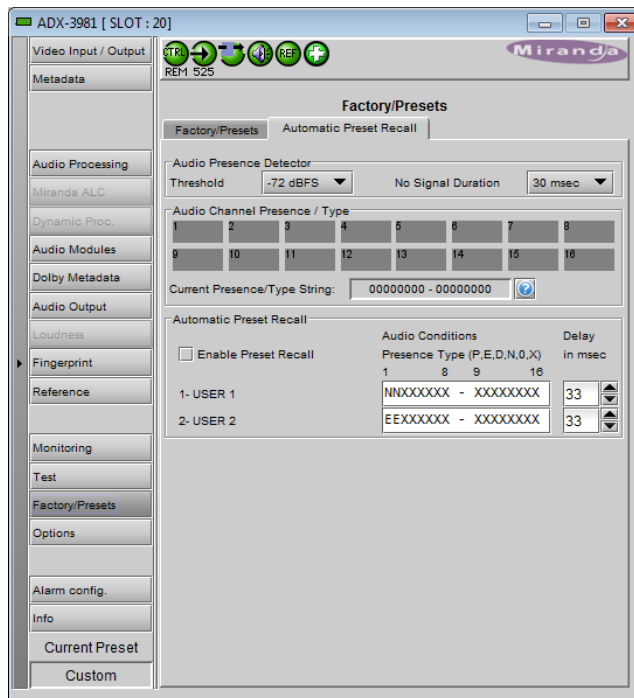 ADX-3981 [ SLOT : 20]
Video Input / Output
Metadata
Audio Processing
Miranda ALC
Dynamic Proc.
Audio Modules
Dolby Metadata
Audio Output
Loudness
Fingerprint
Reference
Monitoring
Test
Factory/Presets
Options
Alarm config.
Info
Current Preset
Custom
CTRL
REF
REM 525
Miranda
Factory/Presets
Factory/Presets
Automatic Preset Recall
Audio Presence Detector
Threshold -72 dBFS No Signal Duration 30 msec
Audio Channel Presence / Type
1 2 3 4 5 6 7 8
9 10 11 12 13 14 15 16
Current Presence/Type String: 00000000 - 00000000 ?
Automatic Preset Recall
Audio Conditions Delay
Enable Preset Recall Presence Type (P,E,D,N,0,X) in msec
1 8 9 16
1- USER 1 NNXXXXXX - XXXXXXXX 33
2- USER 2 EEXXXXXX - XXXXXXXX 33